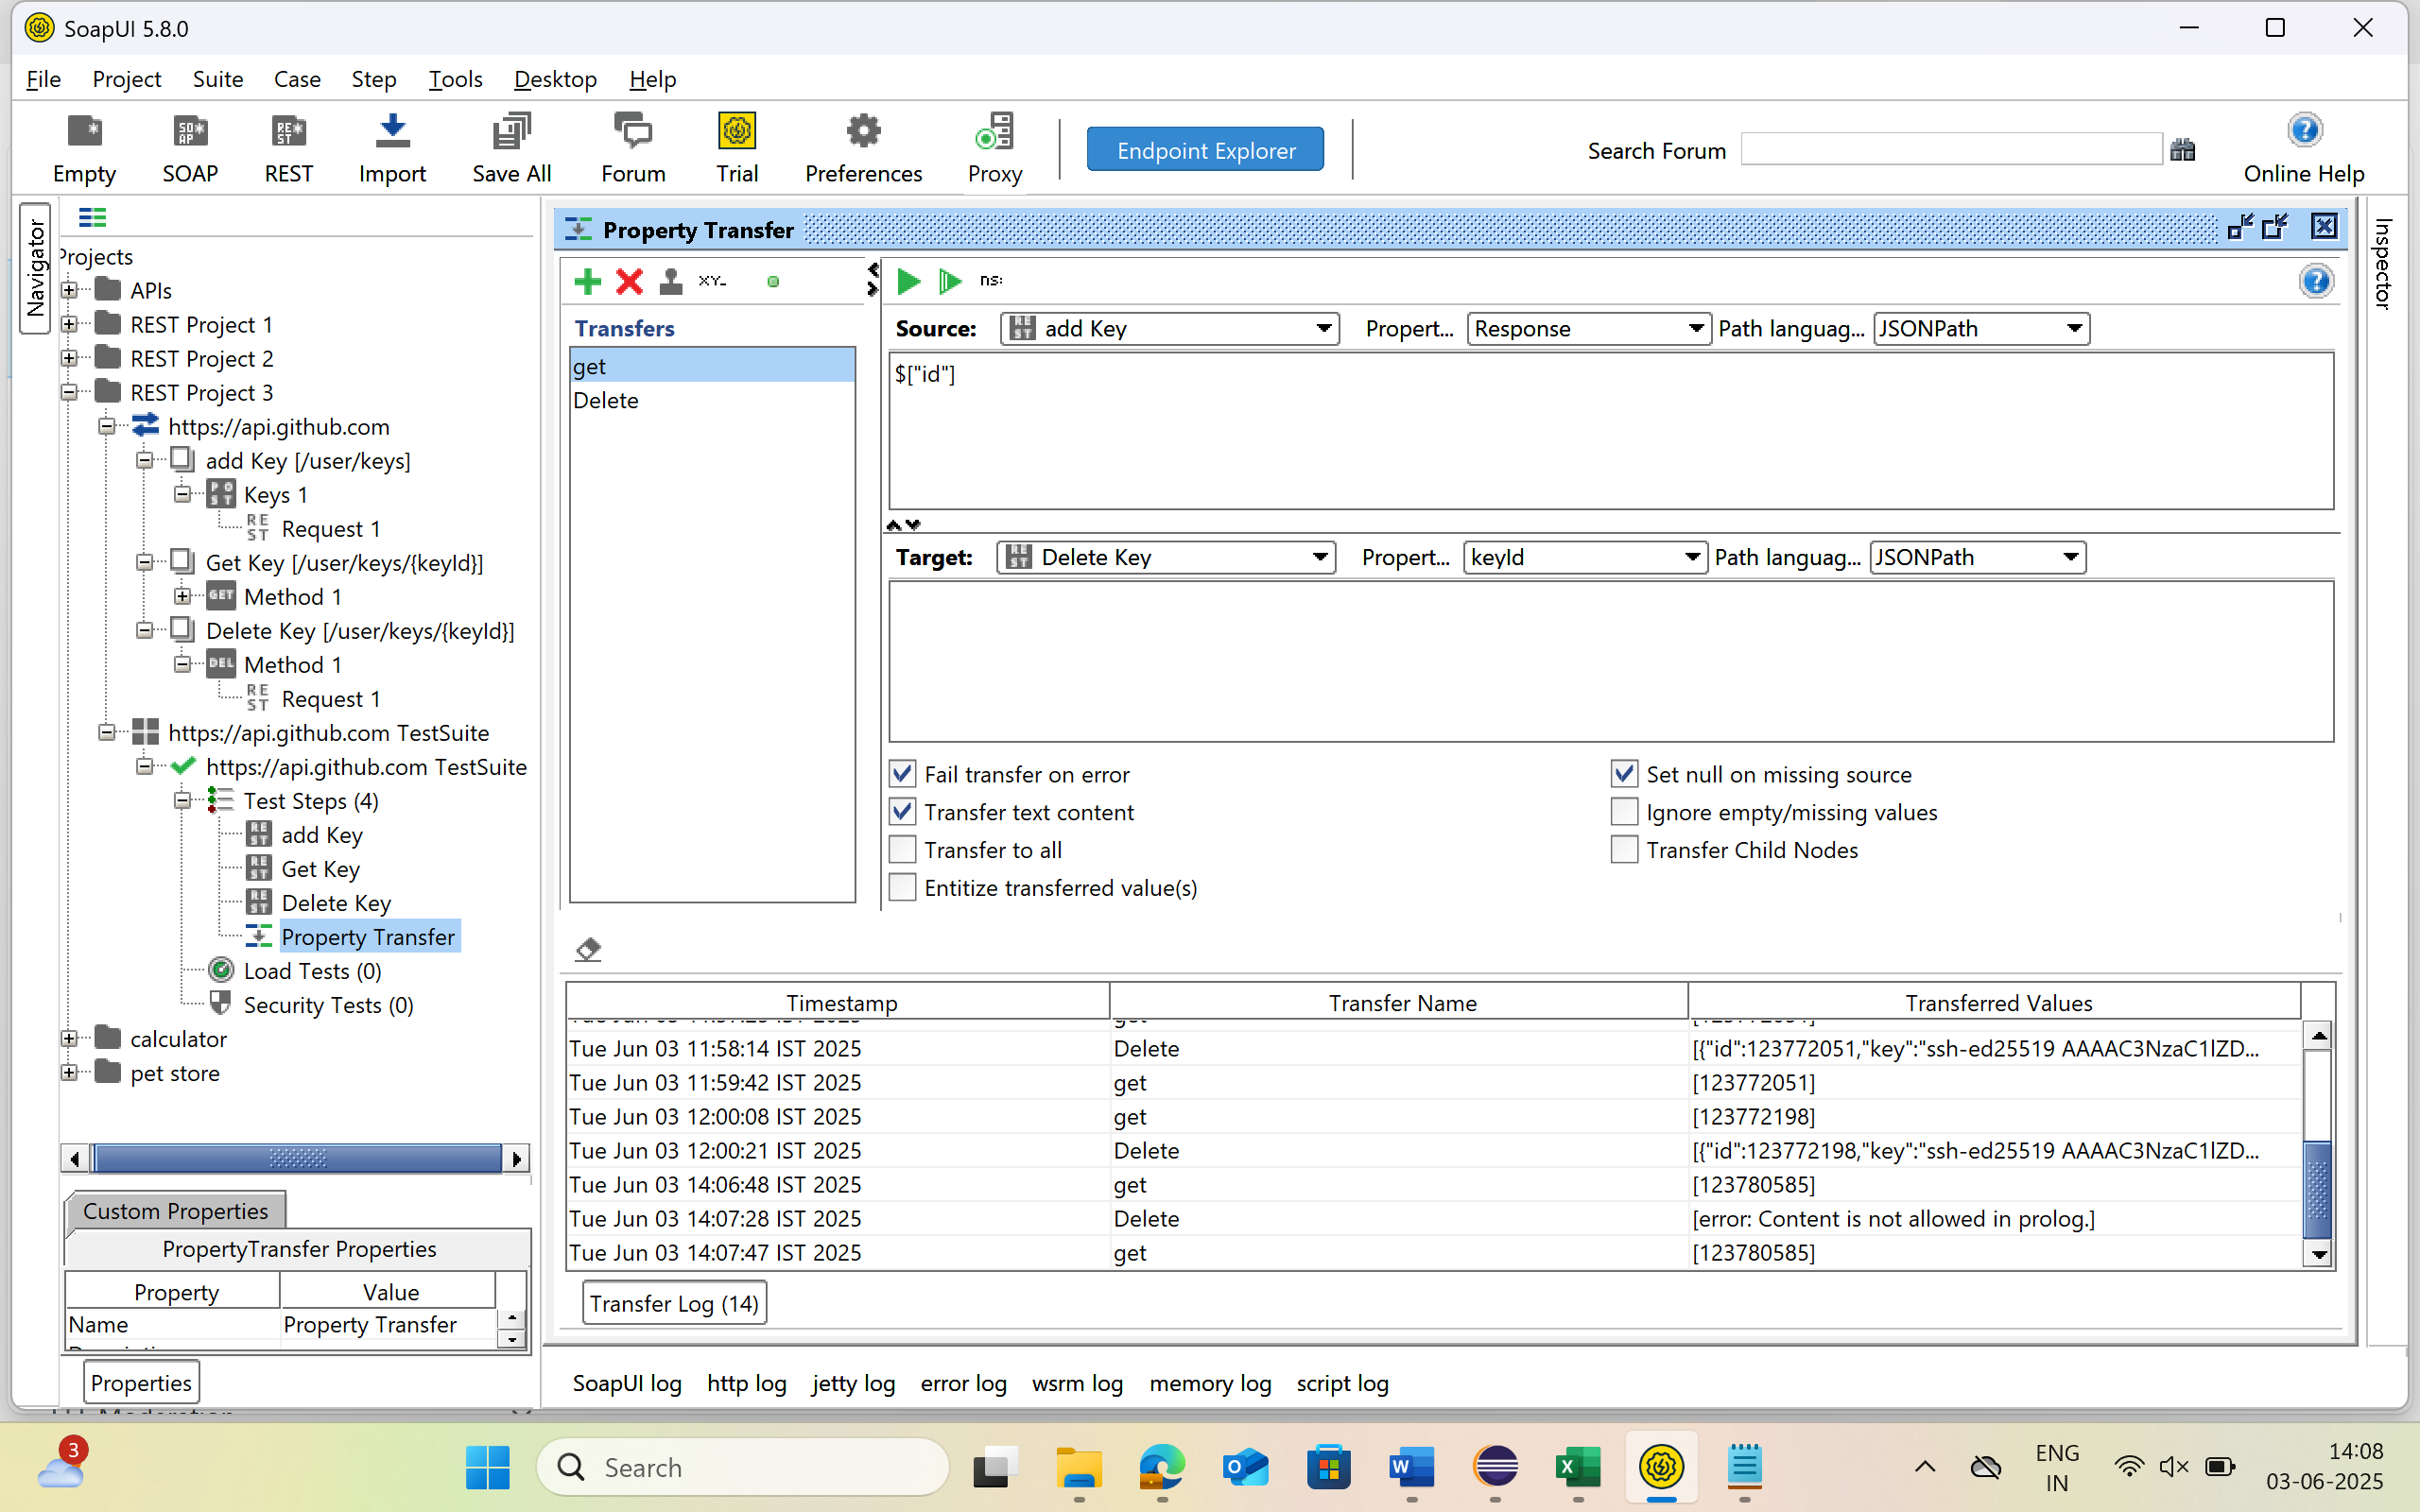 SoapUI 5.8.0
File Project Suite Case Step Tools Desktop Help
Empty SOAP REST Import Save All Forum Trial Preferences Proxy Endpoint Explorer Search Forum Online Help
Navigator
Inspector
Projects
APIs
REST Project 1
REST Project 2
REST Project 3
https://api.github.com
add Key [/user/keys]
Keys 1
Request 1
Get Key [/user/keys/{keyId}]
Method 1
Delete Key [/user/keys/{keyId}]
Method 1
Request 1
https://api.github.com TestSuite
https://api.github.com TestSuite
Test Steps (4)
add Key
Get Key
Delete Key
Property Transfer
Load Tests (0)
Security Tests (0)
calculator
pet store
Custom Properties
PropertyTransfer Properties
Property Value
Name Property Transfer
Properties
Property Transfer
XY_ ns:
Transfers
get
Delete
Source: add Key Propert... Response Path languag... JSONPath
$["id"]
Target: Delete Key Propert... keyId Path languag... JSONPath
Fail transfer on error Set null on missing source
Transfer text content Ignore empty/missing values
Transfer to all Transfer Child Nodes
Entitize transferred value(s)
Timestamp Transfer Name Transferred Values
Tue Jun 03 11:58:14 IST 2025 Delete [{"id":123772051,"key":"ssh-ed25519 AAAAC3NzaC1lZD...
Tue Jun 03 11:59:42 IST 2025 get [123772051]
Tue Jun 03 12:00:08 IST 2025 get [123772198]
Tue Jun 03 12:00:21 IST 2025 Delete [{"id":123772198,"key":"ssh-ed25519 AAAAC3NzaC1lZD...
Tue Jun 03 14:06:48 IST 2025 get [123780585]
Tue Jun 03 14:07:28 IST 2025 Delete [error: Content is not allowed in prolog.]
Tue Jun 03 14:07:47 IST 2025 get [123780585]
Transfer Log (14)
SoapUI log http log jetty log error log wsrm log memory log script log
3
Search
ENG
IN
14:08
03-06-2025